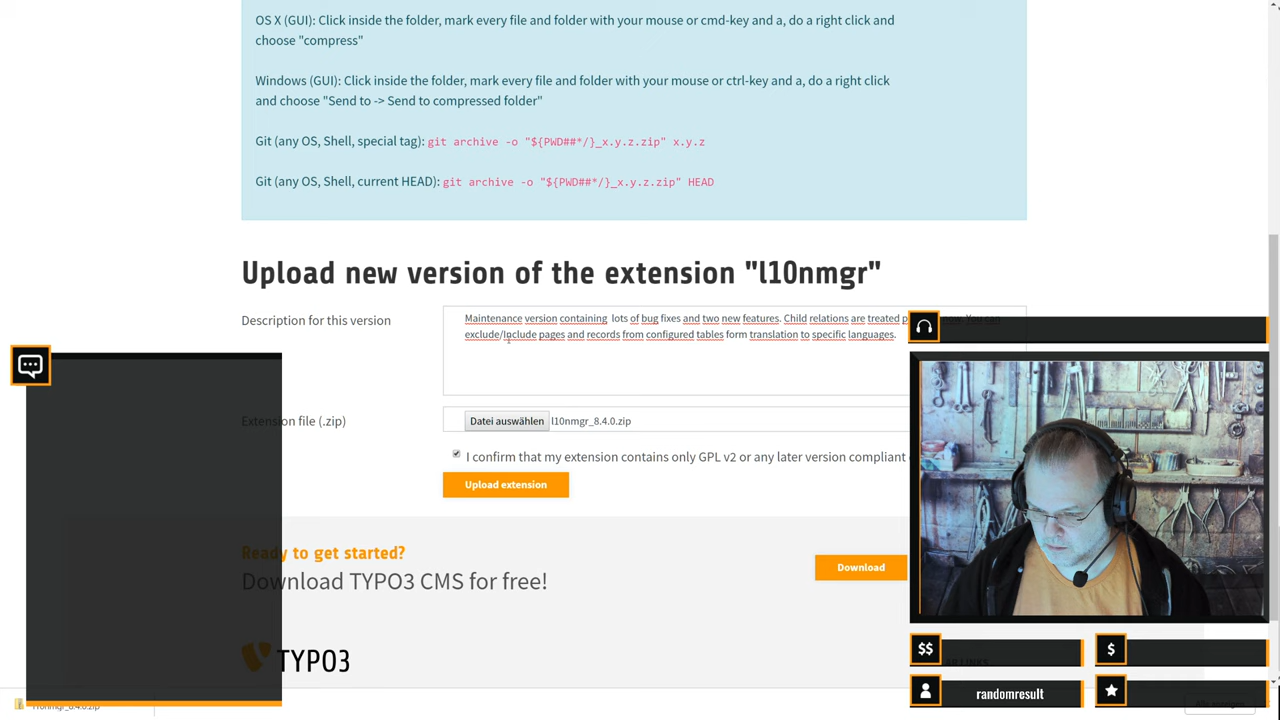 OS X (GUI): Click inside the folder, mark every file and folder with your mouse or cmd-key and a, do a right click and
choose "compress"
Windows (GUI): Click inside the folder, mark every file and folder with your mouse or ctrl-key and a, do a right click
and choose "Send to -> Send to compressed folder"
Git (any OS, Shell, special tag): git archive -o "${PWD##*/}_x.y.z.zip" x.y.z
Git (any OS, Shell, current HEAD): git archive -o "${PWD##*/}_x.y.z.zip" HEAD
Upload new version of the extension "l10nmgr"
Description for this version
Maintenance version containing lots of bug fixes and two new features. Child relations are treated
exclude/Include pages and records from configured tables form translation to specific languages.
Extension file (.zip)
Datei auswählen l10nmgr_8.4.0.zip
I confirm that my extension contains only GPL v2 or any later version compliant
Upload extension
Ready to get started?
Download TYPO3 CMS for free!
Download
TYPO3
$$
$
randomresult
l10nmgr_8.4.0.zip